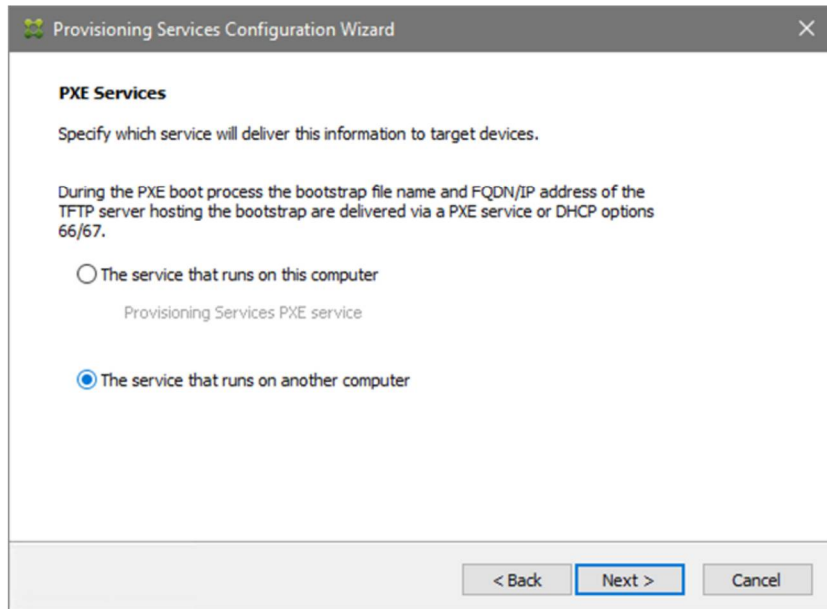 Provisioning Services Configuration Wizard
PXE Services
Specify which service will deliver this information to target devices.
During the PXE boot process the bootstrap file name and FQDN/IP address of the
TFTP server hosting the bootstrap are delivered via a PXE service or DHCP options
66/67.
The service that runs on this computer
Provisioning Services PXE service
The service that runs on another computer
< Back Next > Cancel